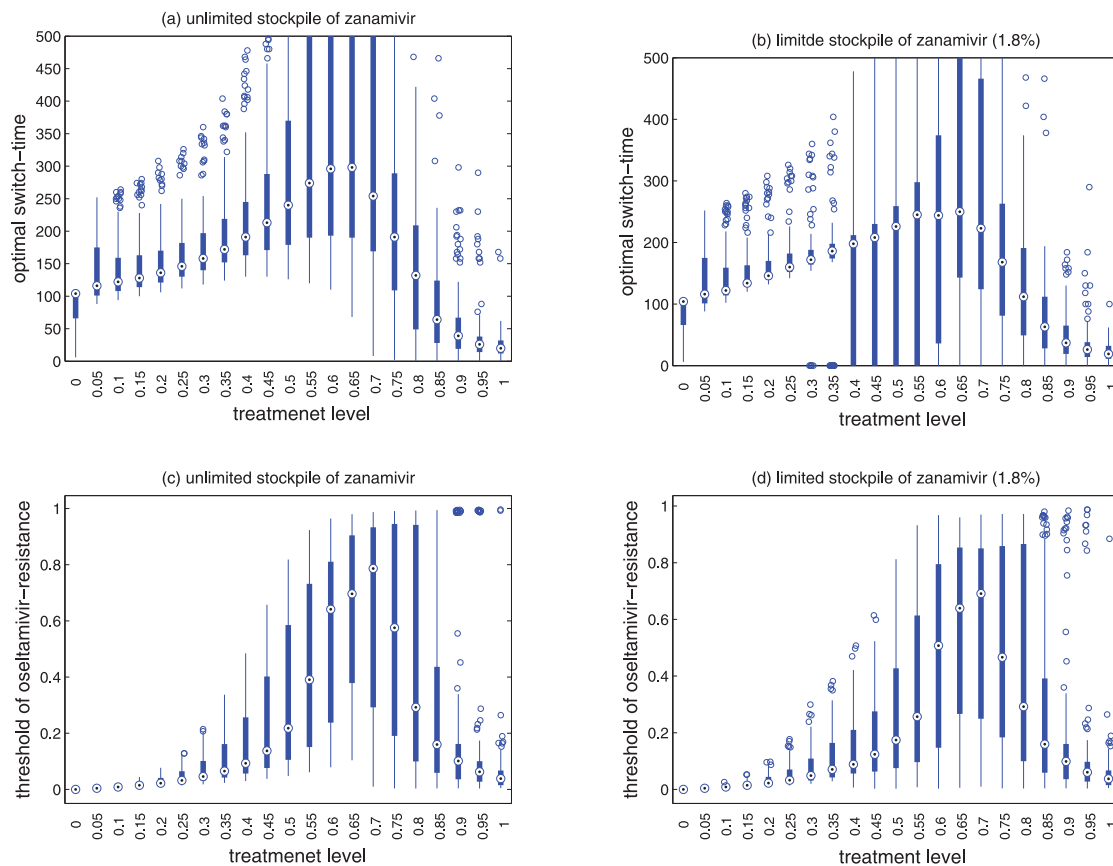 (a) unlimited stockpile of zanamivir
500
450
400
350
300
250
200
150
100
50
0
optimal switch-time
0 0.05 0.1 0.15 0.2 0.25 0.3 0.35 0.4 0.45 0.5 0.55 0.6 0.65 0.7 0.75 0.8 0.85 0.9 0.95 1
treatmenet level
(b) limitde stockpile of zanamivir (1.8%)
500
400
300
200
100
0
optimal switch-time
0 0.05 0.1 0.15 0.2 0.25 0.3 0.35 0.4 0.45 0.5 0.55 0.6 0.65 0.7 0.75 0.8 0.85 0.9 0.95 1
treatment level
(c) unlimited stockpile of zanamivir
1
0.8
0.6
0.4
0.2
0
threshold of oseltamivir-resistance
0 0.05 0.1 0.15 0.2 0.25 0.3 0.35 0.4 0.45 0.5 0.55 0.6 0.65 0.7 0.75 0.8 0.85 0.9 0.95 1
treatmenet level
(d) limited stockpile of zanamivir (1.8%)
1
0.8
0.6
0.4
0.2
0
threshold of oseltamivir-resistance
0 0.05 0.1 0.15 0.2 0.25 0.3 0.35 0.4 0.45 0.5 0.55 0.6 0.65 0.7 0.75 0.8 0.85 0.9 0.95 1
treatment level